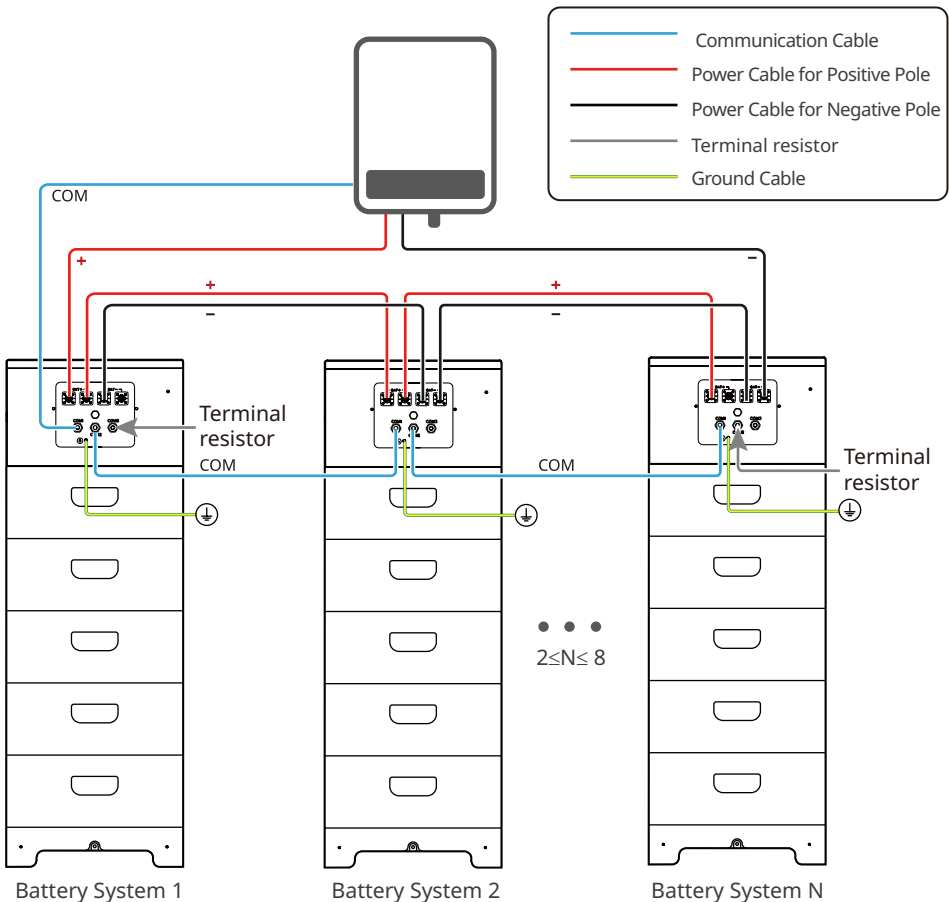 Communication Cable
Power Cable for Positive Pole
Power Cable for Negative Pole
Terminal resistor
Ground Cable
COM
+
−
+
−
+
−
Terminal
resistor
COM
COM
Terminal
resistor
2≤N≤ 8
Battery System 1
Battery System 2
Battery System N